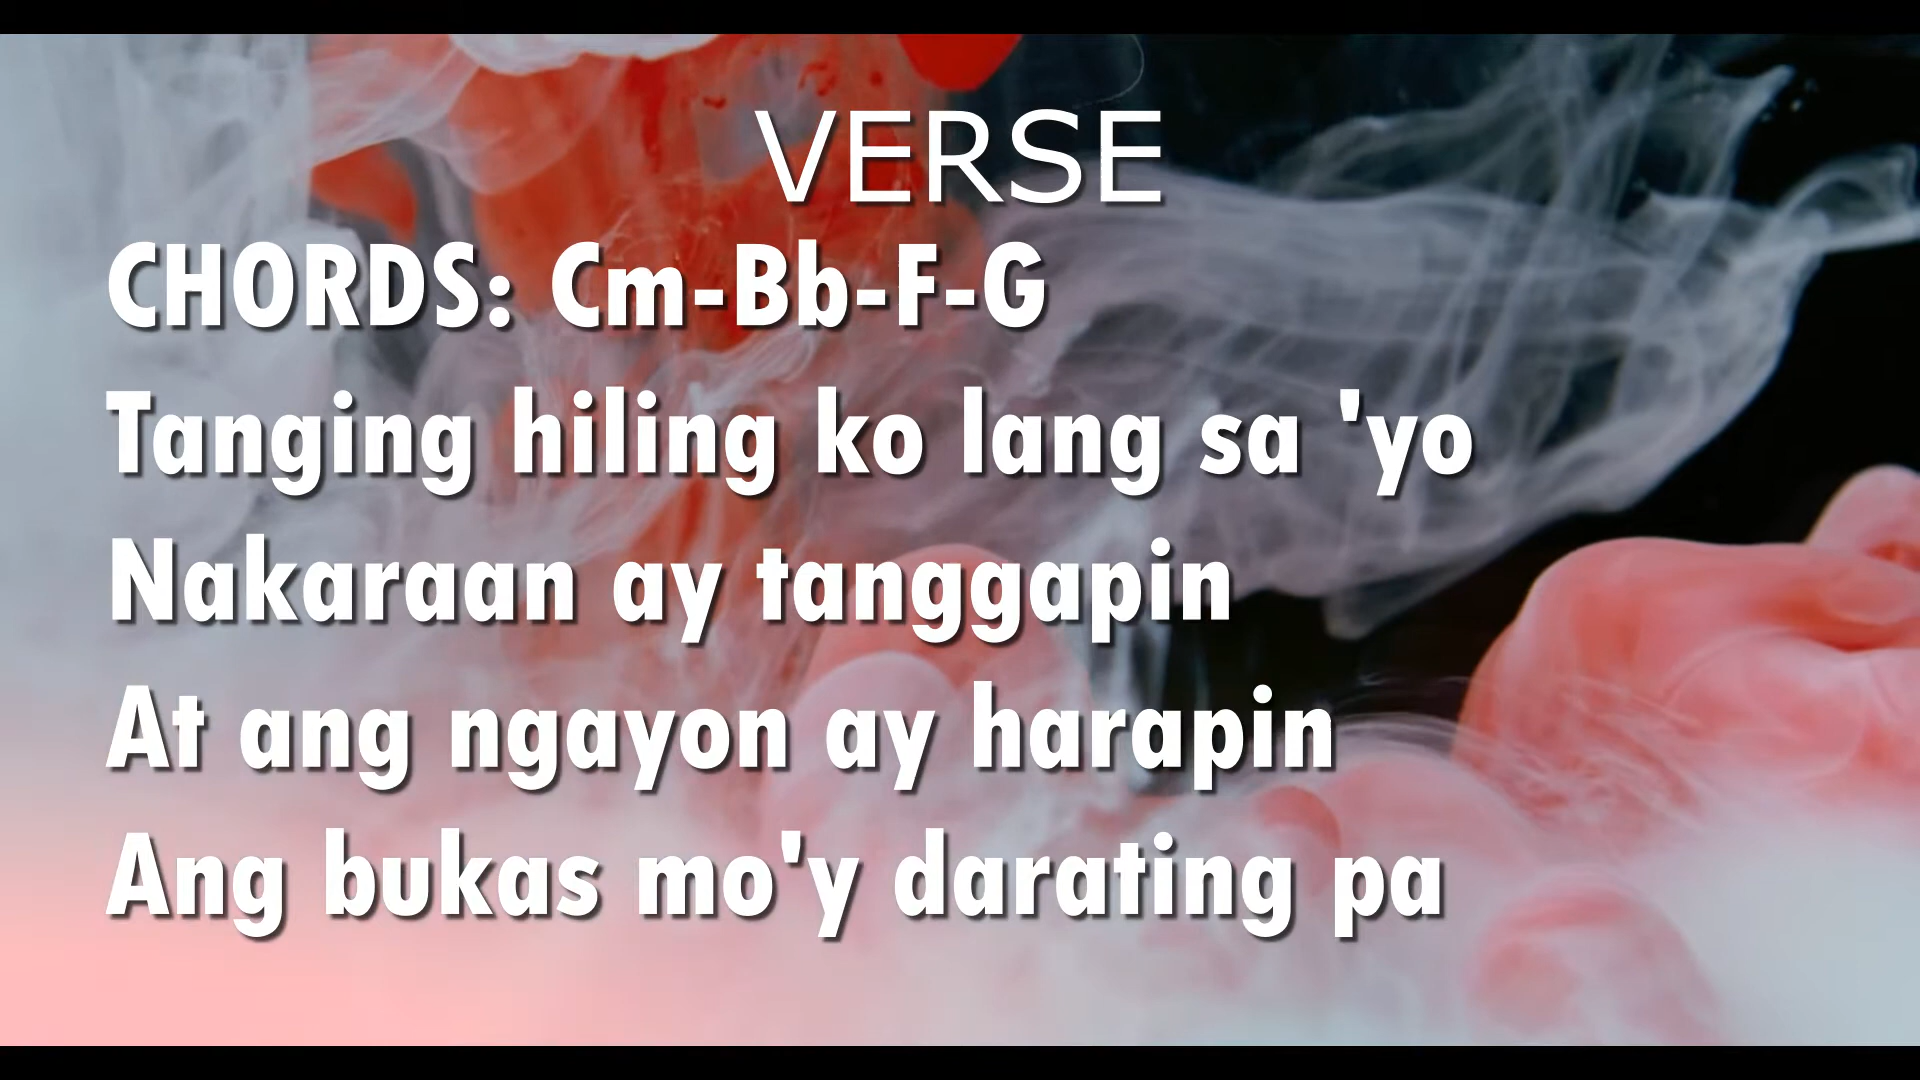 VERSE
CHORDS: Cm-Bb-F-G
Tanging hiling ko lang sa 'yo
Nakaraan ay tanggapin
At ang ngayon ay harapin
Ang bukas mo'y darating pa